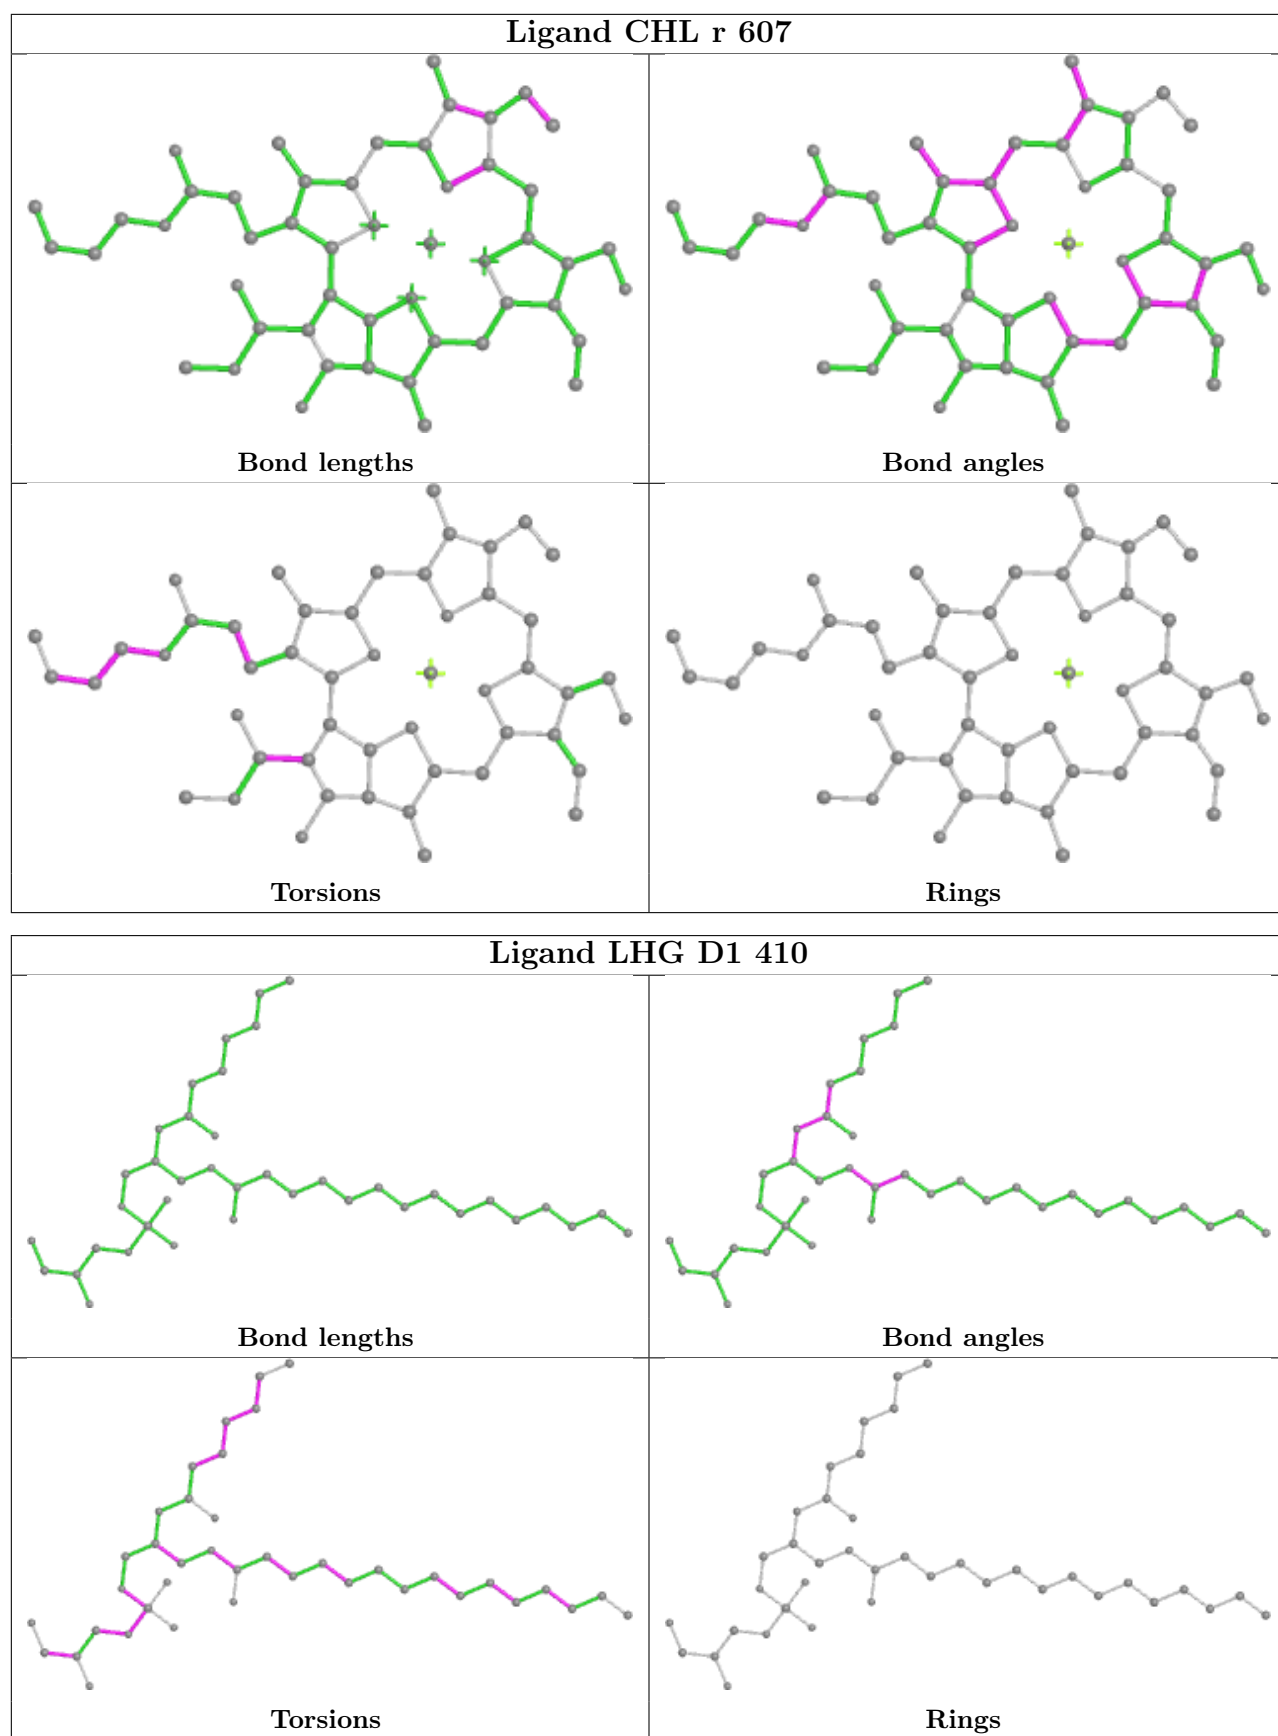 Ligand CHL r 607
Bond lengths
Bond angles
Torsions
Rings
Ligand LHG D1 410
Bond lengths
Bond angles
Torsions
Rings